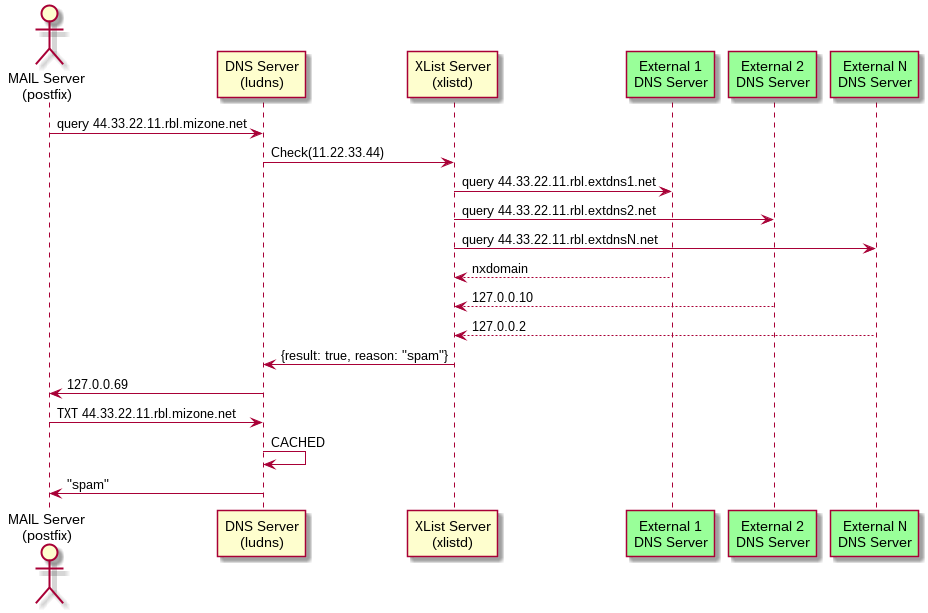 MAIL Server
(postfix)
DNS Server
(ludns)
XList Server
(xlistd)
External 1
DNS Server
External 2
DNS Server
External N
DNS Server
query 44.33.22.11.rbl.mizone.net
Check(11.22.33.44)
query 44.33.22.11.rbl.extdns1.net
query 44.33.22.11.rbl.extdns2.net
query 44.33.22.11.rbl.extdnsN.net
nxdomain
127.0.0.10
127.0.0.2
{result: true, reason: "spam"}
127.0.0.69
TXT 44.33.22.11.rbl.mizone.net
CACHED
"spam"
MAIL Server
(postfix)
DNS Server
(ludns)
XList Server
(xlistd)
External 1
DNS Server
External 2
DNS Server
External N
DNS Server